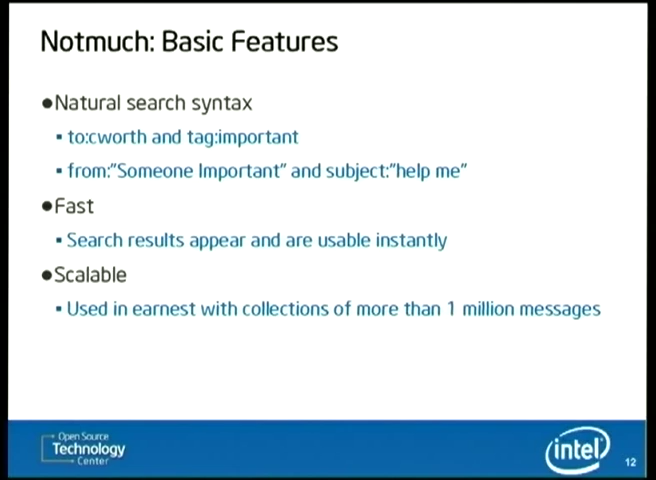 Notmuch: Basic Features
●Natural search syntax
▪ to:cworth and tag:important
▪ from:"Someone Important" and subject:"help me"
●Fast
▪ Search results appear and are usable instantly
●Scalable
▪ Used in earnest with collections of more than 1 million messages
Open Source
Technology
Center
intel
12